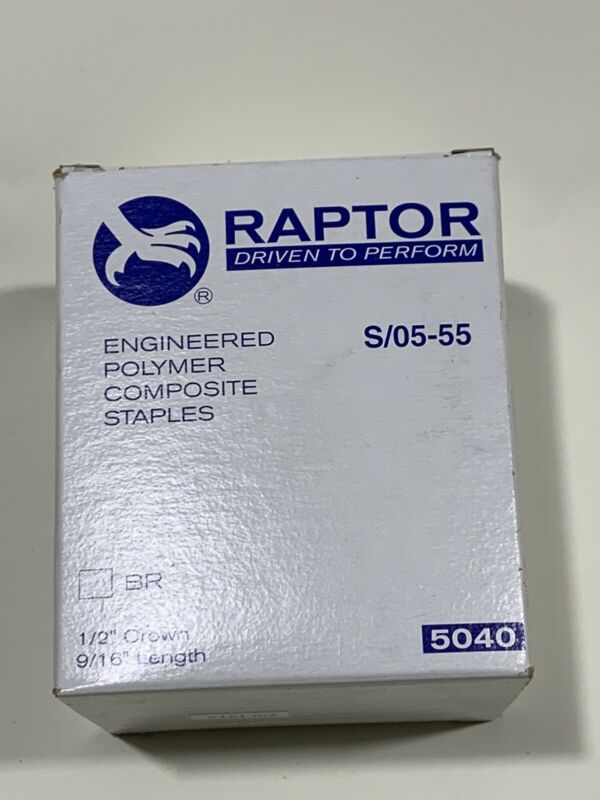 RAPTOR
DRIVEN TO PERFORM
®
ENGINEERED
POLYMER
COMPOSITE
STAPLES
S/05-55
BR
1/2" Crown
9/16" Length
5040